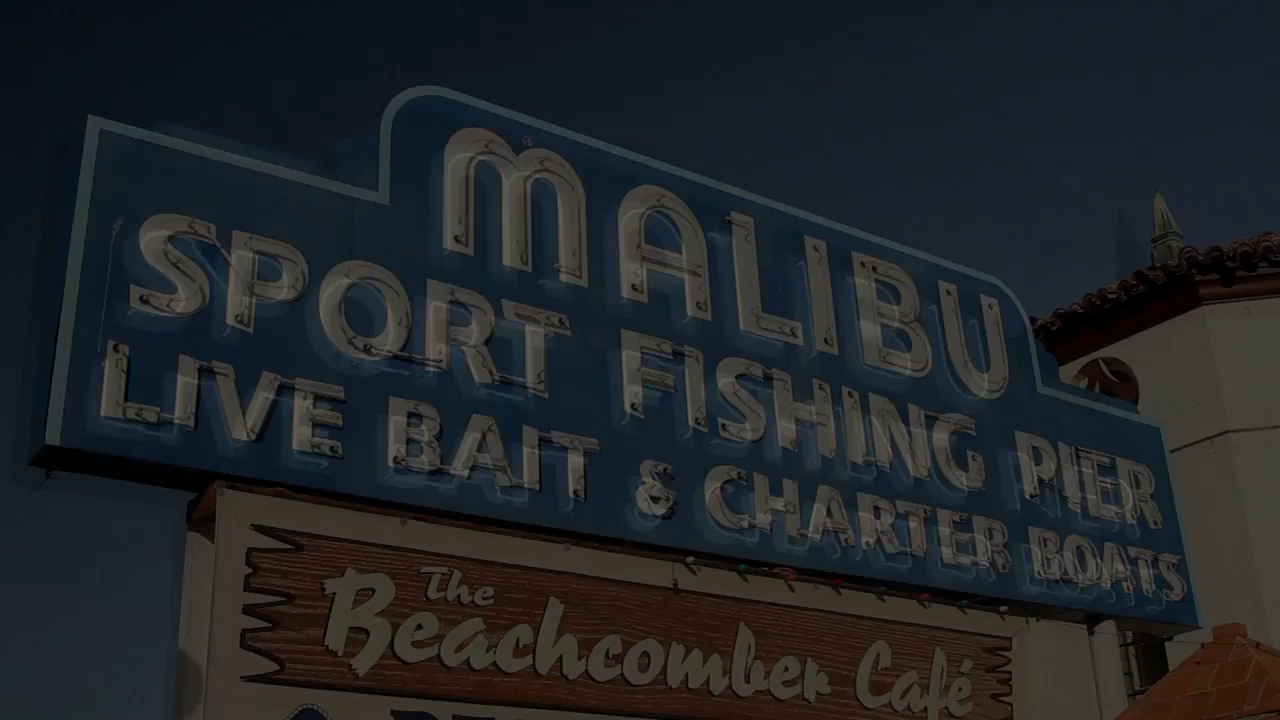 MALIBU
SPORT FISHING PIER
LIVE BAIT & CHARTER BOATS
The
Beachcomber Café